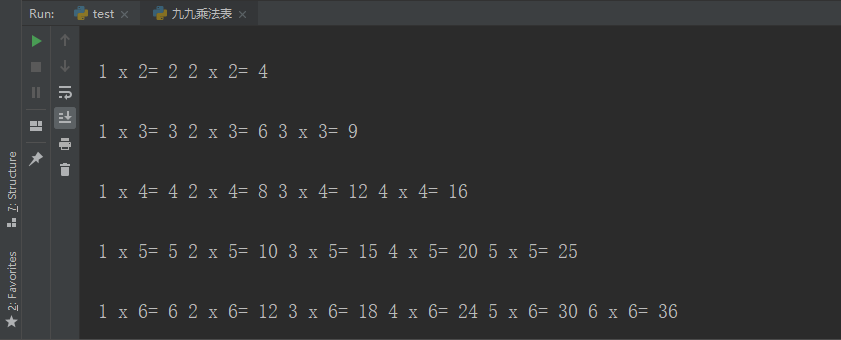 Run: test × 九九乘法表 ×
1 x 2= 2 2 x 2= 4
1 x 3= 3 2 x 3= 6 3 x 3= 9
1 x 4= 4 2 x 4= 8 3 x 4= 12 4 x 4= 16
1 x 5= 5 2 x 5= 10 3 x 5= 15 4 x 5= 20 5 x 5= 25
1 x 6= 6 2 x 6= 12 3 x 6= 18 4 x 6= 24 5 x 6= 30 6 x 6= 36
7: Structure
2: Favorites